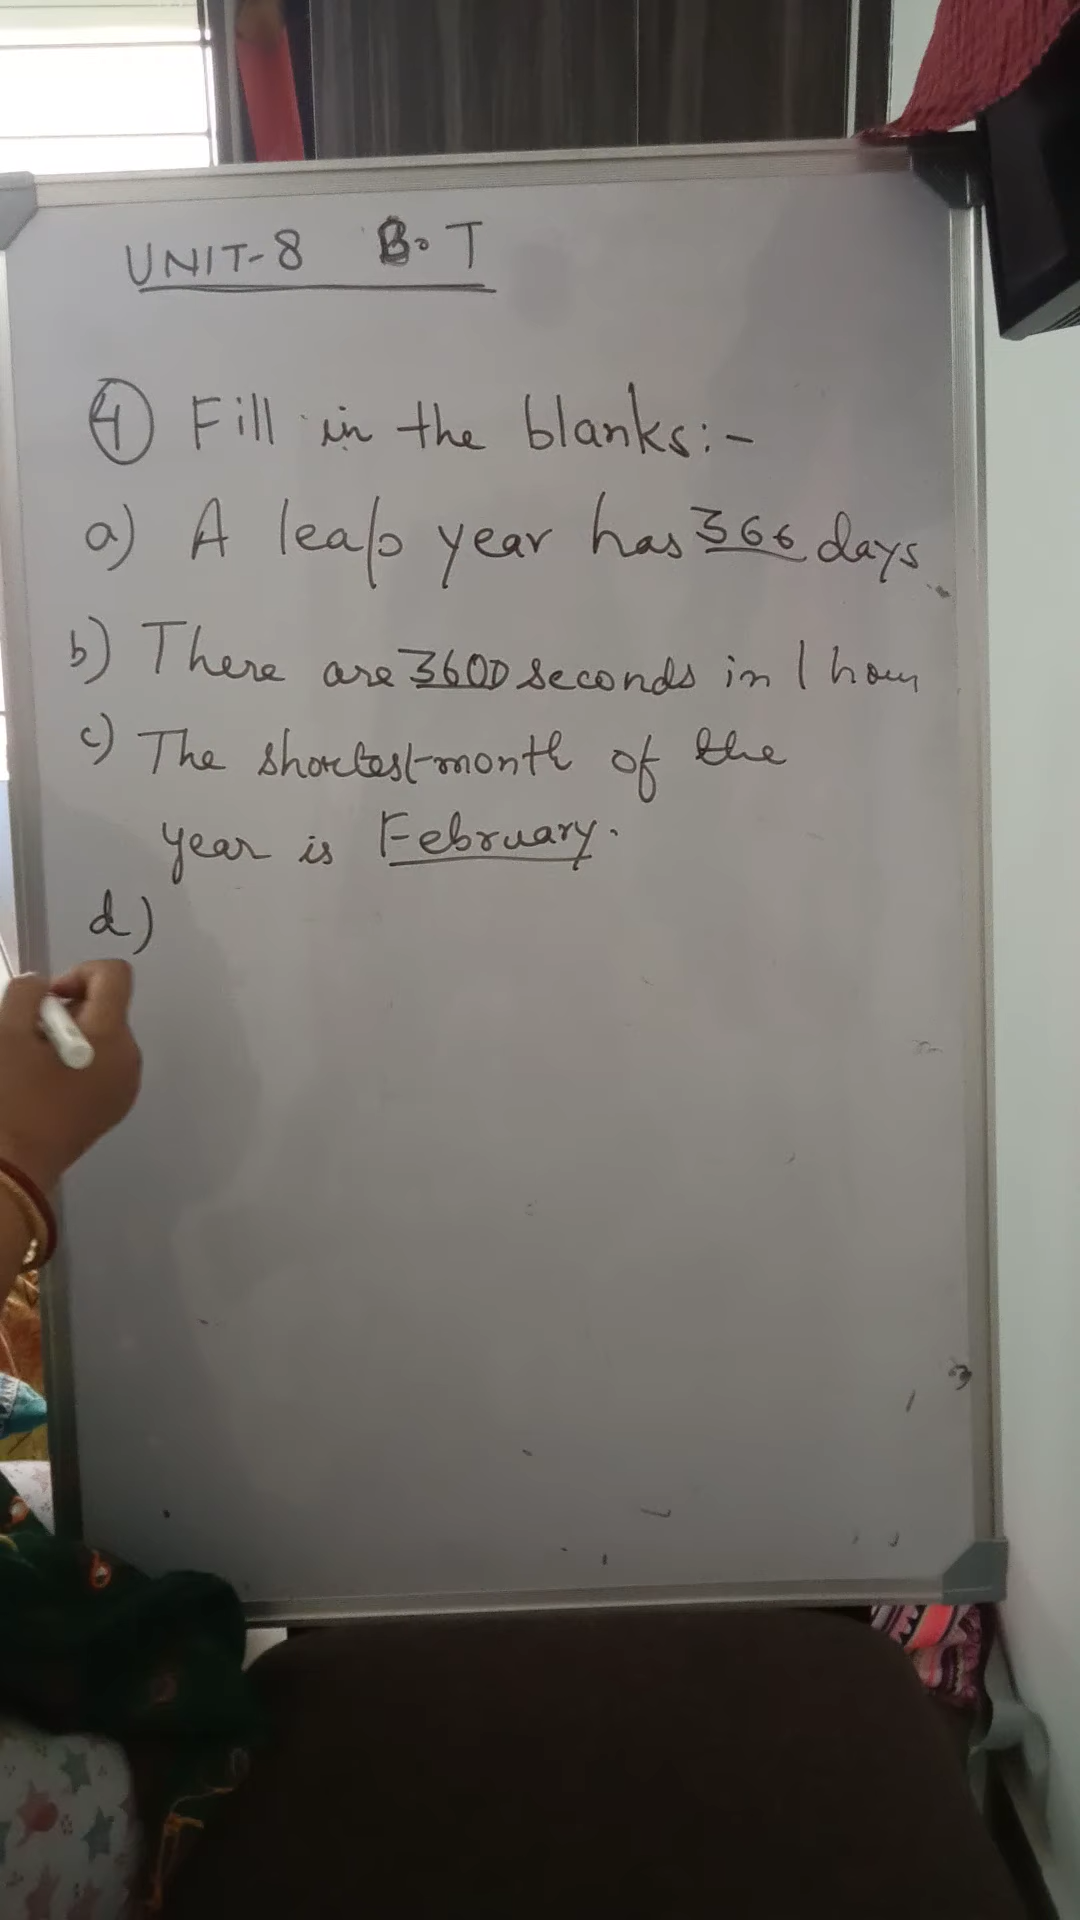 UNIT-8 B.T
④ Fill in the blanks:-
a) A leap year has 366 days
b) There are 3600 seconds in 1 hour
c) The shortest month of the
year is February.
d)